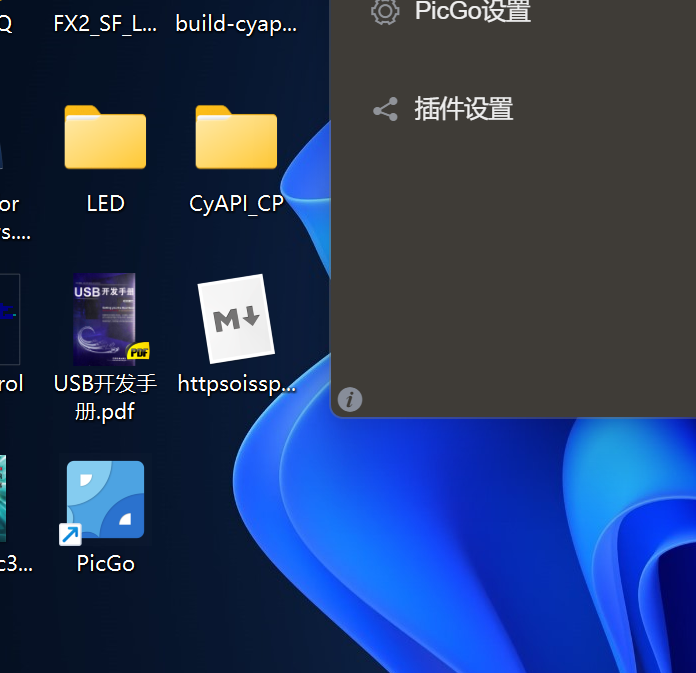 Q
FX2_SF_L...
build-cyap...
PicGo设置
插件设置
or
s....
LED
CyAPI_CP
USB开发手册
PDF
M
rol
USB开发手
册.pdf
httpsoissp...
c3...
PicGo
i